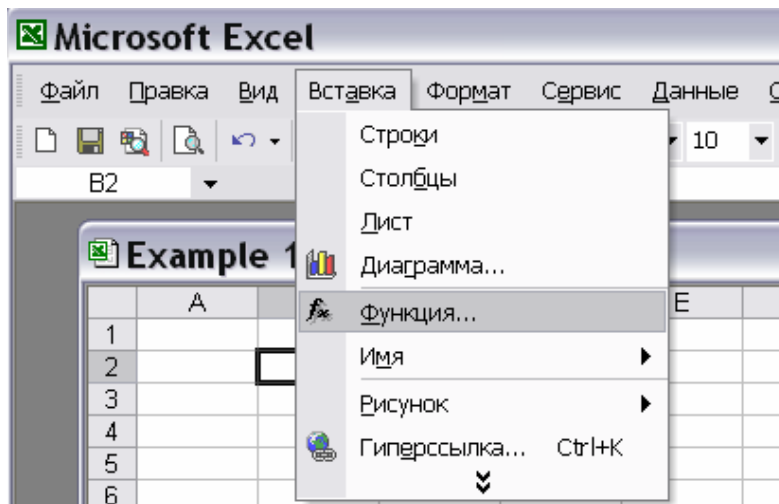 Microsoft Excel
Файл Правка Вид Вставка Формат Сервис Данные
10
B2
Строки
Столбцы
Лист
Диаграмма...
Функция...
Имя
Рисунок
Гиперссылка... Ctrl+K
Example 1
A E
1
2
3
4
5
6